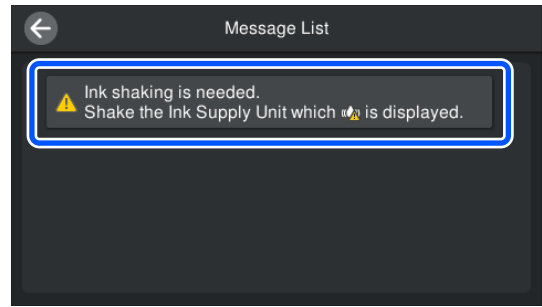 Message List
Ink shaking is needed.
Shake the Ink Supply Unit which is displayed.